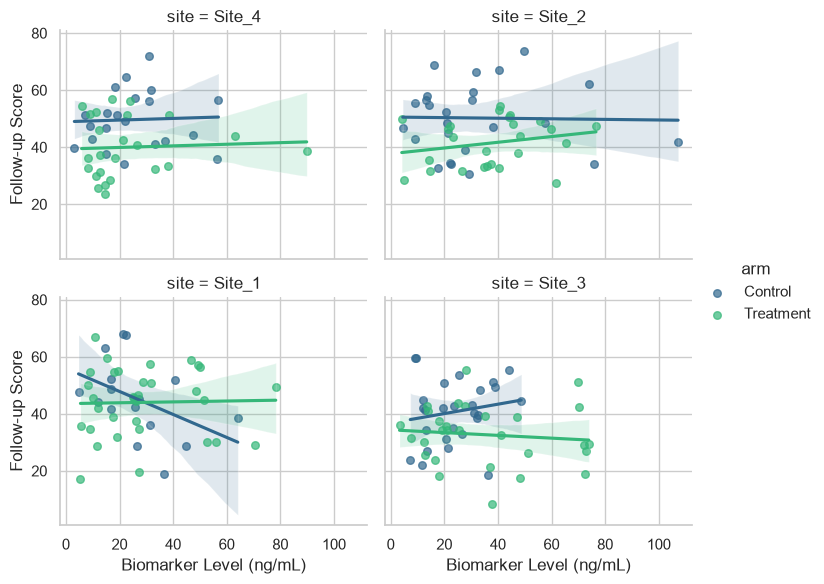 site = Site_4
site = Site_2
80
60
40
20
Follow-up Score
site = Site_1
site = Site_3
80
60
40
20
Follow-up Score
0 20 40 60 80 100
0 20 40 60 80 100
Biomarker Level (ng/mL)
Biomarker Level (ng/mL)
arm
Control
Treatment